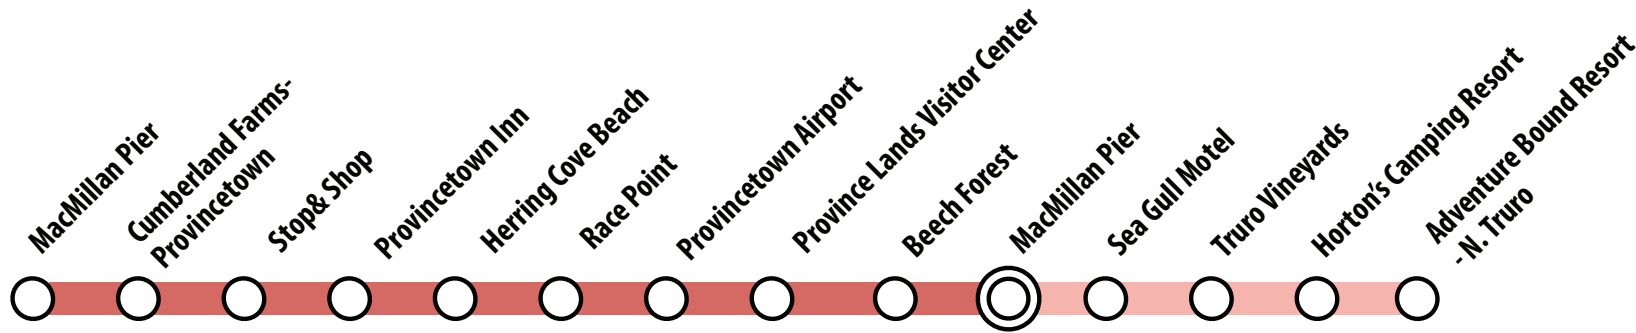 MacMillan Pier
Cumberland Farms-
Provincetown
Stop& Shop
Provincetown Inn
Herring Cove Beach
Race Point
Provincetown Airport
Province Lands Visitor Center
Beech Forest
MacMillan Pier
Sea Gull Motel
Truro Vineyards
Horton’s Camping Resort
Adventure Bound Resort
- N. Truro